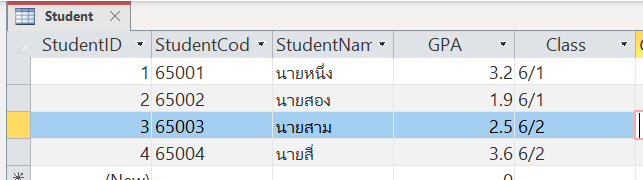 Student
StudentID StudentCod StudentNam GPA Class
1 65001 นายหนึ่ง 3.2 6/1
2 65002 นายสอง 1.9 6/1
3 65003 นายสาม 2.5 6/2
4 65004 นายสี่ 3.6 6/2
(New) 0